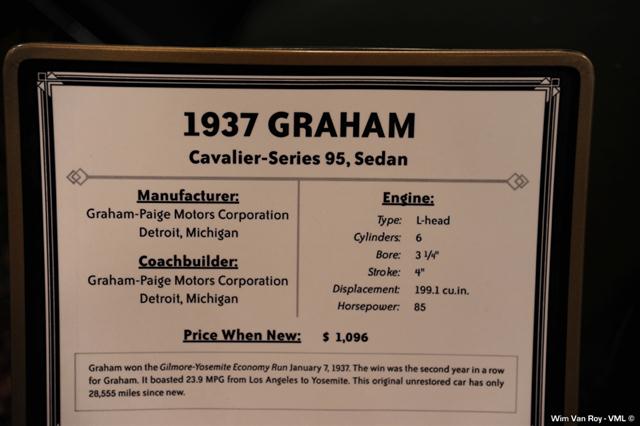 1937 GRAHAM
Cavalier-Series 95, Sedan
Manufacturer:
Graham-Paige Motors Corporation
Detroit, Michigan
Coachbuilder:
Graham-Paige Motors Corporation
Detroit, Michigan
Engine:
Type: L-head
Cylinders: 6
Bore: 3 1/4"
Stroke: 4"
Displacement: 199.1 cu.in.
Horsepower: 85
Price When New: $ 1,096
Graham won the Gilmore-Yosemite Economy Run January 7, 1937. The win was the second year in a row
for Graham. It boasted 23.9 MPG from Los Angeles to Yosemite. This original unrestored car has only
28,555 miles since new.
Wim Van Roy - VML ©